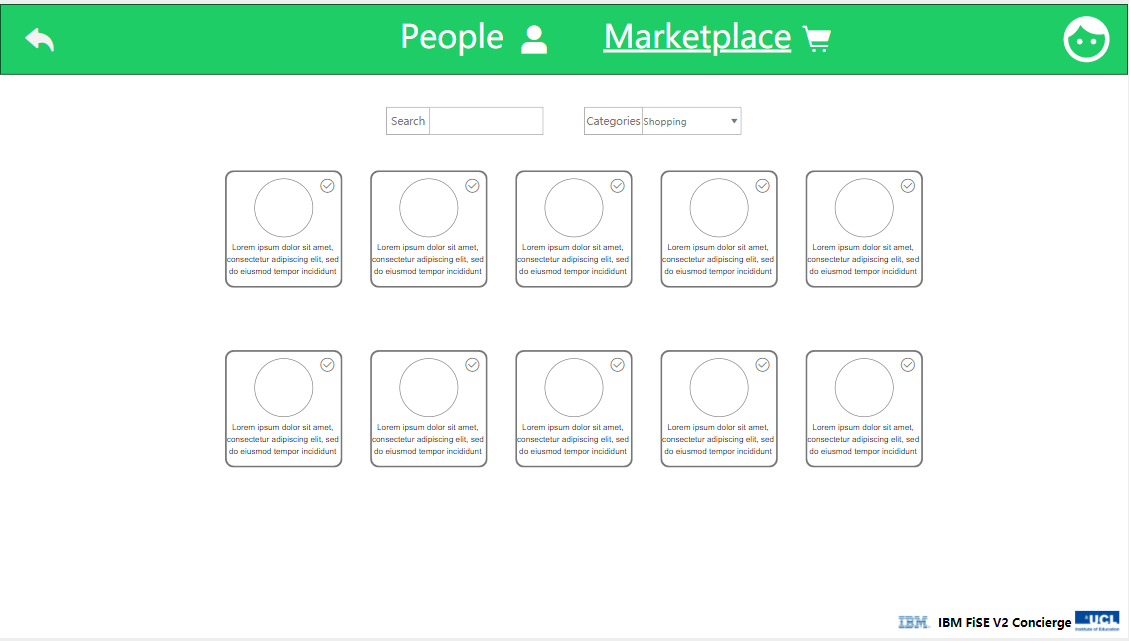 People
Marketplace
Search
Categories
Shopping
Lorem ipsum dolor sit amet,
consectetur adipiscing elit, sed
do eiusmod tempor incididunt
Lorem ipsum dolor sit amet,
consectetur adipiscing elit, sed
do eiusmod tempor incididunt
Lorem ipsum dolor sit amet,
consectetur adipiscing elit, sed
do eiusmod tempor incididunt
Lorem ipsum dolor sit amet,
consectetur adipiscing elit, sed
do eiusmod tempor incididunt
Lorem ipsum dolor sit amet,
consectetur adipiscing elit, sed
do eiusmod tempor incididunt
Lorem ipsum dolor sit amet,
consectetur adipiscing elit, sed
do eiusmod tempor incididunt
Lorem ipsum dolor sit amet,
consectetur adipiscing elit, sed
do eiusmod tempor incididunt
Lorem ipsum dolor sit amet,
consectetur adipiscing elit, sed
do eiusmod tempor incididunt
Lorem ipsum dolor sit amet,
consectetur adipiscing elit, sed
do eiusmod tempor incididunt
Lorem ipsum dolor sit amet,
consectetur adipiscing elit, sed
do eiusmod tempor incididunt
IBM
IBM FiSE V2 Concierge
UCL
Institute of Education